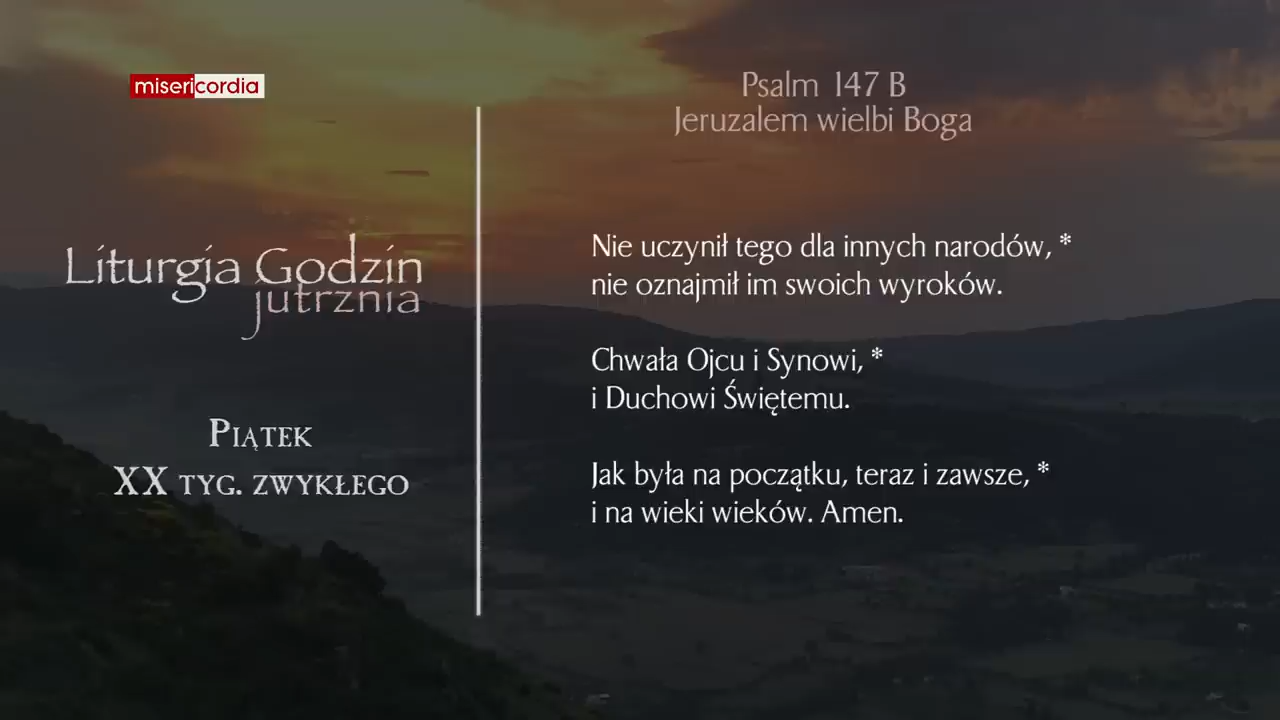 misericordia
Psalm 147 B
Jeruzalem wielbi Boga
Liturgia Godzin
jutrznia
Piątek
XX tyg. zwykłego
Nie uczynił tego dla innych narodów, *
nie oznajmił im swoich wyroków.
Chwała Ojcu i Synowi, *
i Duchowi Świętemu.
Jak była na początku, teraz i zawsze, *
i na wieki wieków. Amen.